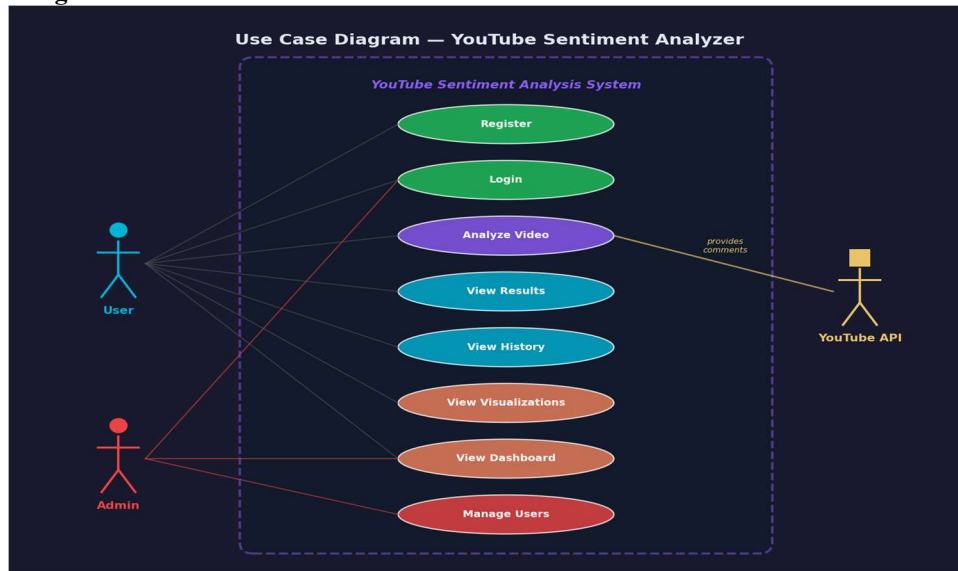 Use Case Diagram — YouTube Sentiment Analyzer
YouTube Sentiment Analysis System
Register
Login
Analyze Video
provides
comments
View Results
User
YouTube API
View History
View Visualizations
View Dashboard
Admin
Manage Users